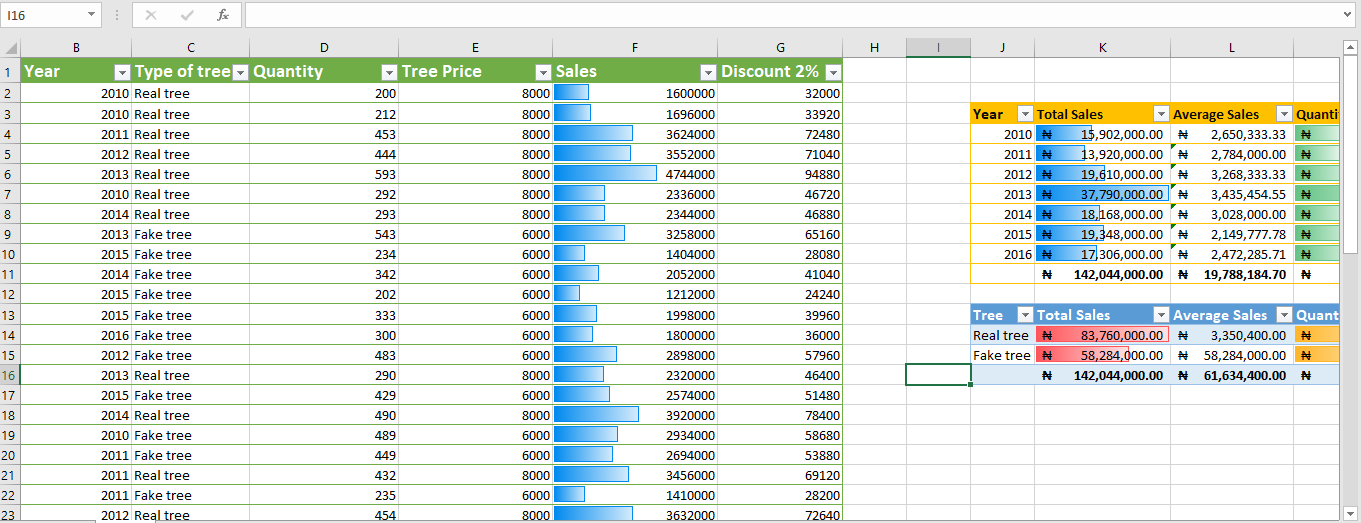 I16 fx
B C D E F G H I J K L
1 Year Type of tree Quantity Tree Price Sales Discount 2%
2 2010 Real tree 200 8000 1600000 32000
3 2010 Real tree 212 8000 1696000 33920 Year Total Sales Average Sales Quanti
4 2011 Real tree 453 8000 3624000 72480 2010 ₦ 15,902,000.00 ₦ 2,650,333.33 ₦
5 2012 Real tree 444 8000 3552000 71040 2011 ₦ 13,920,000.00 ₦ 2,784,000.00 ₦
6 2013 Real tree 593 8000 4744000 94880 2012 ₦ 19,610,000.00 ₦ 3,268,333.33 ₦
7 2010 Real tree 292 8000 2336000 46720 2013 ₦ 37,790,000.00 ₦ 3,435,454.55 ₦
8 2014 Real tree 293 8000 2344000 46880 2014 ₦ 18,168,000.00 ₦ 3,028,000.00 ₦
9 2013 Fake tree 543 6000 3258000 65160 2015 ₦ 19,348,000.00 ₦ 2,149,777.78 ₦
10 2015 Fake tree 234 6000 1404000 28080 2016 ₦ 17,306,000.00 ₦ 2,472,285.71 ₦
11 2014 Fake tree 342 6000 2052000 41040 ₦ 142,044,000.00 ₦ 19,788,184.70 ₦
12 2015 Fake tree 202 6000 1212000 24240
13 2015 Fake tree 333 6000 1998000 39960 Tree Total Sales Average Sales Quant
14 2016 Fake tree 300 6000 1800000 36000 Real tree ₦ 83,760,000.00 ₦ 3,350,400.00 ₦
15 2012 Fake tree 483 6000 2898000 57960 Fake tree ₦ 58,284,000.00 ₦ 58,284,000.00 ₦
16 2013 Real tree 290 8000 2320000 46400 ₦ 142,044,000.00 ₦ 61,634,400.00 ₦
17 2015 Fake tree 429 6000 2574000 51480
18 2014 Real tree 490 8000 3920000 78400
19 2010 Fake tree 489 6000 2934000 58680
20 2011 Fake tree 449 6000 2694000 53880
21 2011 Real tree 432 8000 3456000 69120
22 2011 Fake tree 235 6000 1410000 28200
23 2012 Real tree 454 8000 3632000 72640